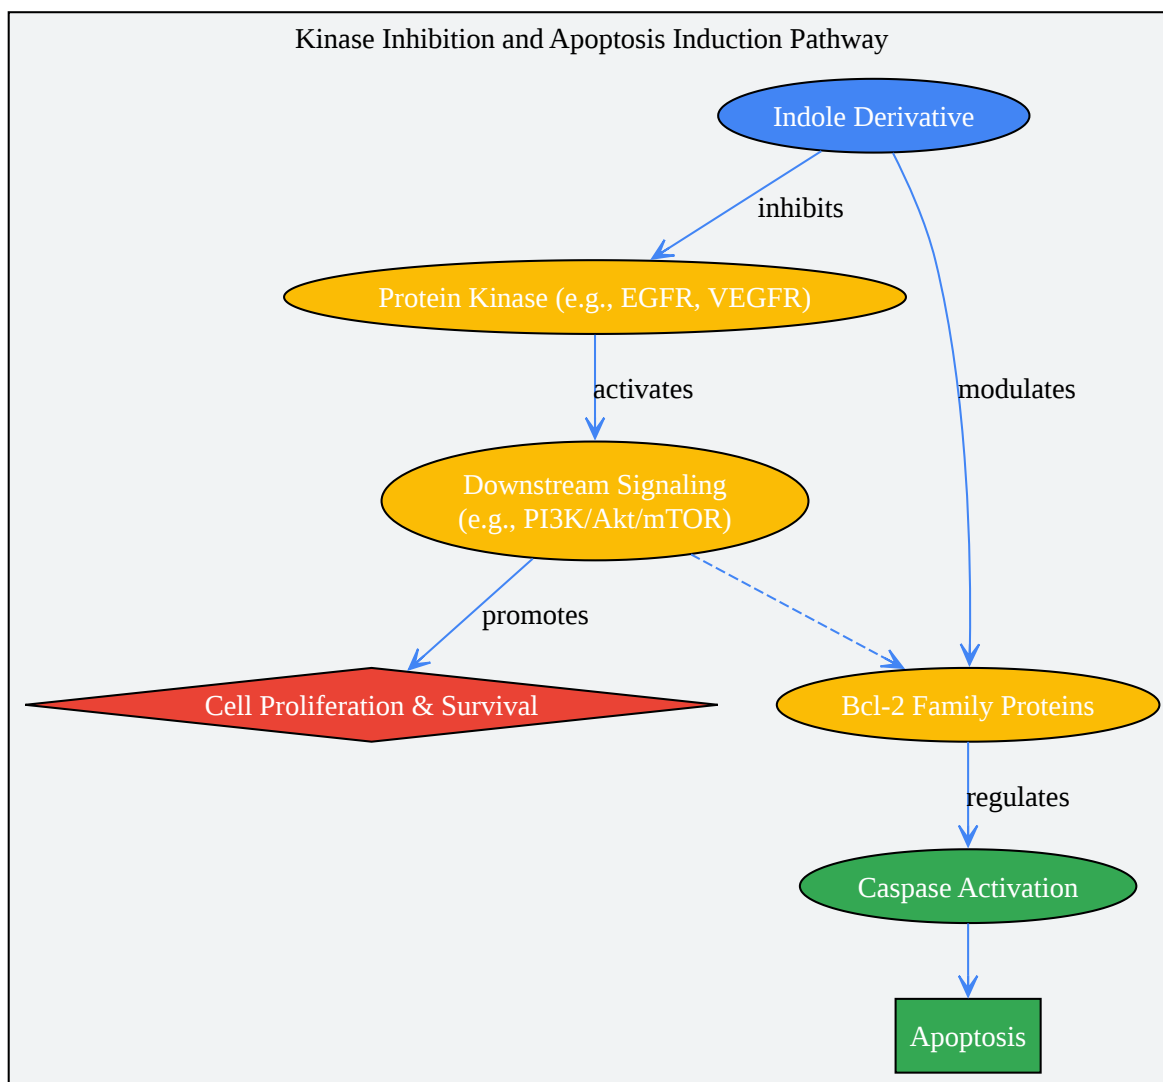 Kinase Inhibition and Apoptosis Induction Pathway
Indole Derivative
inhibits
Protein Kinase (e.g., EGFR, VEGFR)
activates
modulates
Downstream Signaling
(e.g., PI3K/Akt/mTOR)
promotes
Cell Proliferation & Survival
Bcl-2 Family Proteins
regulates
Caspase Activation
Apoptosis